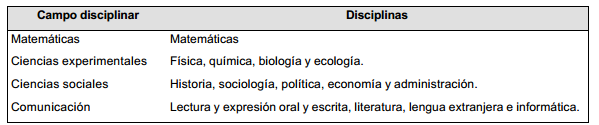 Campo disciplinar Disciplinas
Matemáticas Matemáticas
Ciencias experimentales Física, química, biología y ecología.
Ciencias sociales Historia, sociología, política, economía y administración.
Comunicación Lectura y expresión oral y escrita, literatura, lengua extranjera e informática.